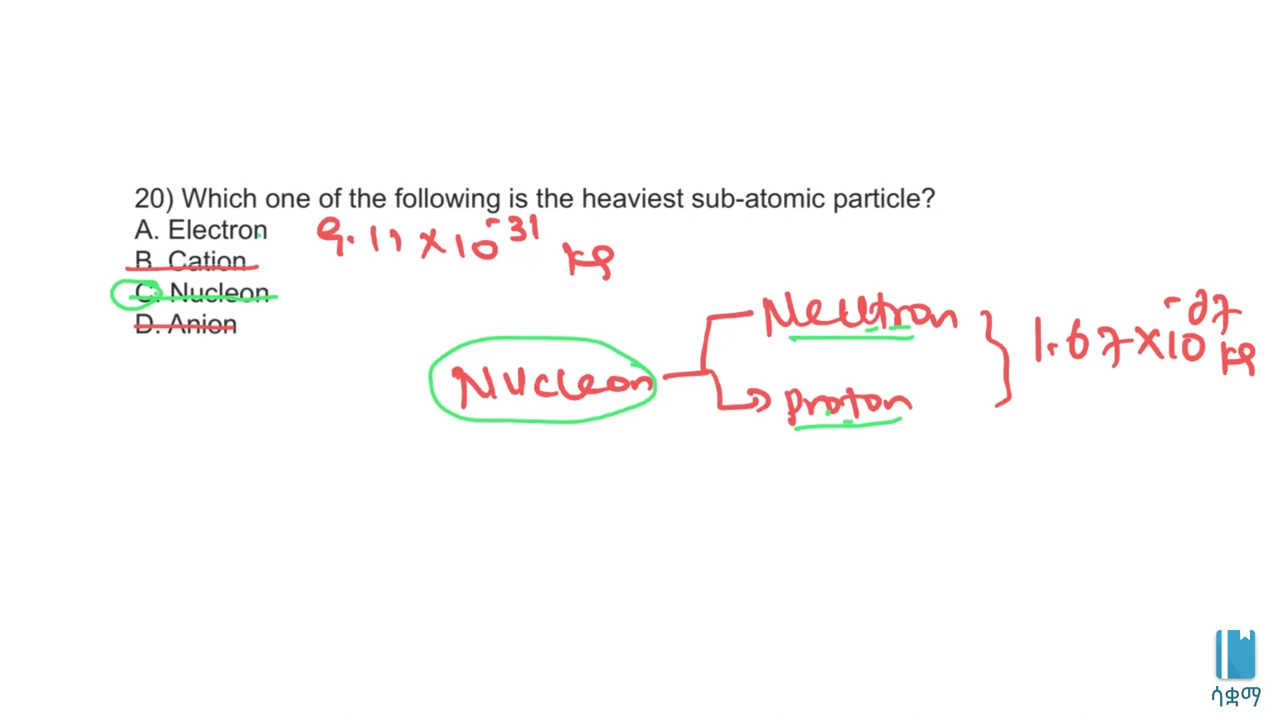 20) Which one of the following is the heaviest sub-atomic particle?
A. Electron 9.11 × 10⁻³¹ kg
B. Cation
C. Nucleon
D. Anion
Nucleon
Neutron
Proton
1.67 × 10⁻²⁷ kg
ሳቋማ